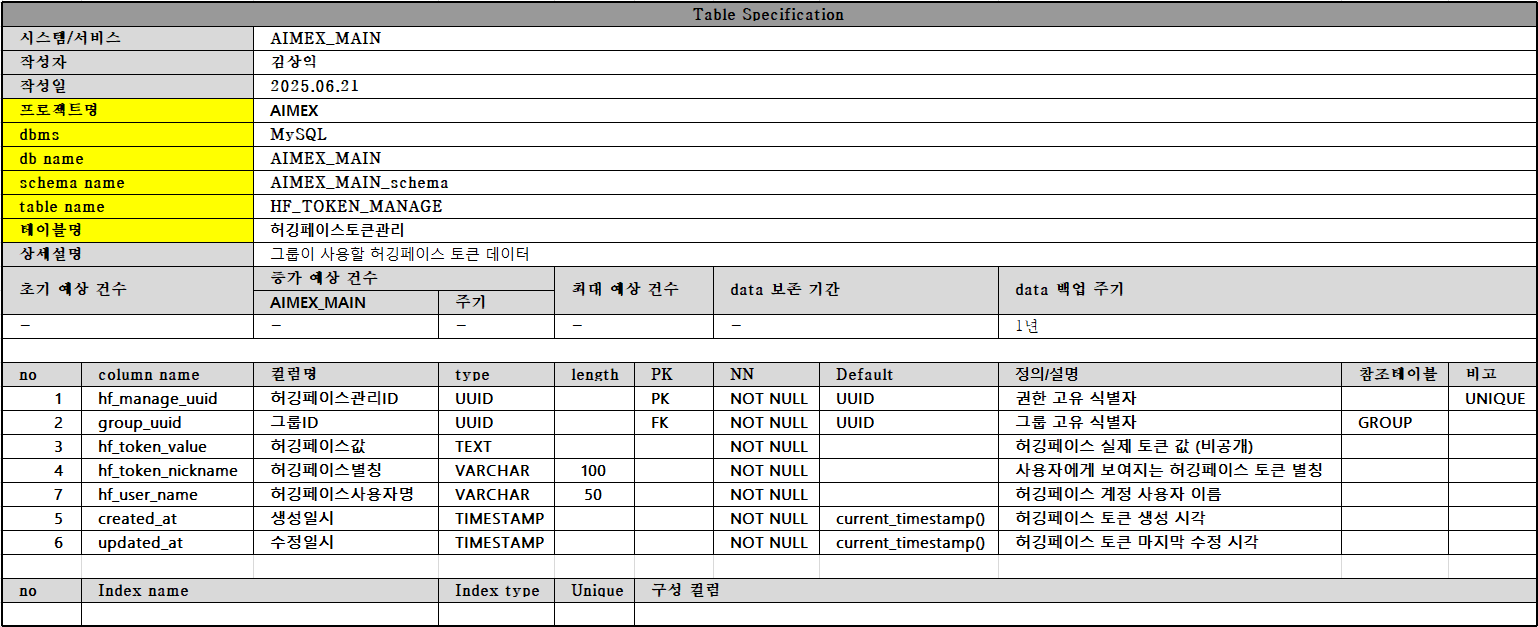 Table Specification
시스템/서비스 AIMEX_MAIN
작성자 김상익
작성일 2025.06.21
프로젝트명 AIMEX
dbms MySQL
db name AIMEX_MAIN
schema name AIMEX_MAIN_schema
table name HF_TOKEN_MANAGE
테이블명 허깅페이스토큰관리
상세설명 그룹이 사용할 허깅페이스 토큰 데이터
초기 예상 건수 증가 예상 건수 최대 예상 건수 data 보존 기간 data 백업 주기
AIMEX_MAIN 주기
– – – – – 1년
no column name 컬럼명 type length PK NN Default 정의/설명 참조테이블 비고
1 hf_manage_uuid 허깅페이스관리ID UUID PK NOT NULL UUID 권한 고유 식별자 UNIQUE
2 group_uuid 그룹ID UUID FK NOT NULL UUID 그룹 고유 식별자 GROUP
3 hf_token_value 허깅페이스값 TEXT NOT NULL 허깅페이스 실제 토큰 값 (비공개)
4 hf_token_nickname 허깅페이스별칭 VARCHAR 100 NOT NULL 사용자에게 보여지는 허깅페이스 토큰 별칭
7 hf_user_name 허깅페이스사용자명 VARCHAR 50 NOT NULL 허깅페이스 계정 사용자 이름
5 created_at 생성일시 TIMESTAMP NOT NULL current_timestamp() 허깅페이스 토큰 생성 시각
6 updated_at 수정일시 TIMESTAMP NOT NULL current_timestamp() 허깅페이스 토큰 마지막 수정 시각
no Index name Index type Unique 구성 컬럼